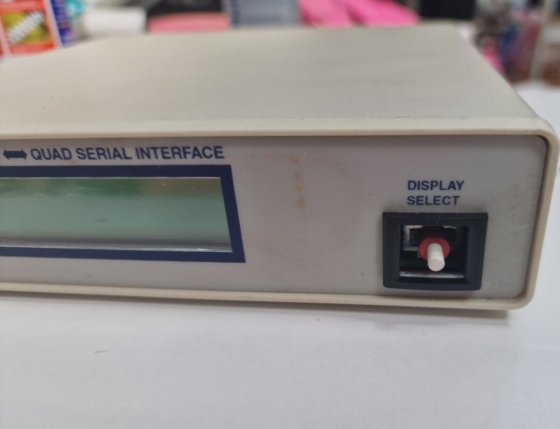 QUAD SERIAL INTERFACE
DISPLAY
SELECT